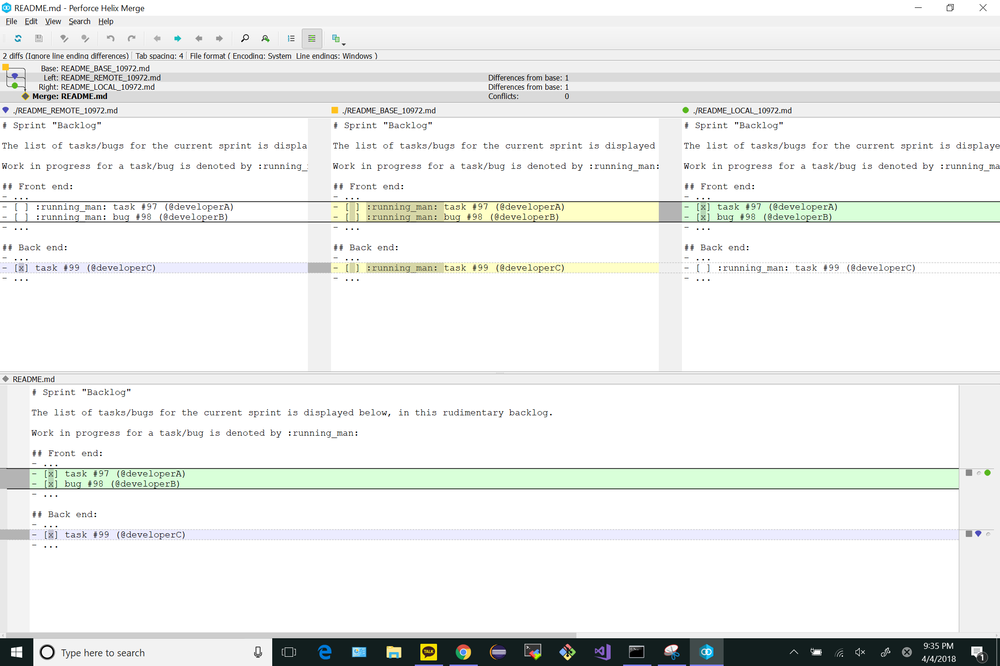 README.md - Perforce Helix Merge
File Edit View Search Help
2 diffs (Ignore line ending differences) Tab spacing: 4 File format ( Encoding: System Line endings: Windows )
Base: README_BASE_10972.md
Left: README_REMOTE_10972.md Differences from base: 1
Right: README_LOCAL_10972.md Differences from base: 1
Merge: README.md Conflicts: 0
./README_REMOTE_10972.md
# Sprint "Backlog"
The list of tasks/bugs for the current sprint is displa
Work in progress for a task/bug is denoted by :running_
## Front end:
- ...
- [ ] :running_man: task #97 (@developerA)
- [ ] :running_man: bug #98 (@developerB)
- ...
## Back end:
- ...
- [x] task #99 (@developerC)
- ...
./README_BASE_10972.md
# Sprint "Backlog"
The list of tasks/bugs for the current sprint is displayed
Work in progress for a task/bug is denoted by :running_man:
## Front end:
- ...
- [ ] :running_man: task #97 (@developerA)
- [ ] :running_man: bug #98 (@developerB)
- ...
## Back end:
- ...
- [ ] :running_man: task #99 (@developerC)
- ...
./README_LOCAL_10972.md
# Sprint "Backlog"
The list of tasks/bugs for the current sprint is displaye
Work in progress for a task/bug is denoted by :running_ma
## Front end:
- ...
- [x] task #97 (@developerA)
- [x] bug #98 (@developerB)
- ...
## Back end:
- ...
- [ ] :running_man: task #99 (@developerC)
- ...
README.md
# Sprint "Backlog"
The list of tasks/bugs for the current sprint is displayed below, in this rudimentary backlog.
Work in progress for a task/bug is denoted by :running_man:
## Front end:
- ...
- [x] task #97 (@developerA)
- [x] bug #98 (@developerB)
- ...
## Back end:
- ...
- [x] task #99 (@developerC)
- ...
Type here to search
TALK
9:35 PM
4/4/2018
1